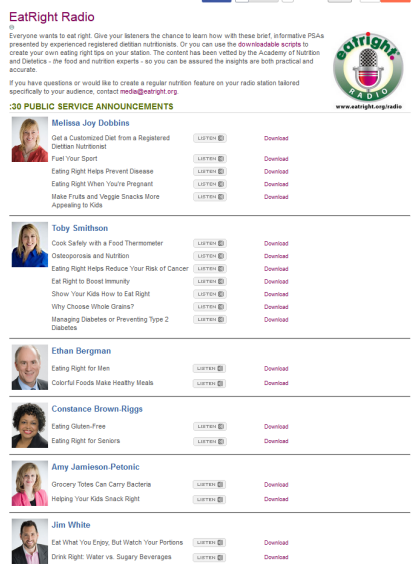 EatRight Radio
Everyone wants to eat right. Give your listeners the chance to learn how with these brief, informative PSAs
presented by experienced registered dietitian nutritionists. Or you can use the downloadable scripts to
create your own eating right tips on your station. The content has been vetted by the Academy of Nutrition
and Dietetics - the food and nutrition experts - so you can be assured the insights are both practical and
accurate.
If you have questions or would like to create a regular nutrition feature on your radio station tailored
specifically to your audience, contact media@eatright.org.
eatright
RADIO
www.eatright.org/radio
:30 PUBLIC SERVICE ANNOUNCEMENTS
Melissa Joy Dobbins
Get a Customized Diet from a Registered
Dietitian Nutritionist LISTEN Download
Fuel Your Sport LISTEN Download
Eating Right Helps Prevent Disease LISTEN Download
Eating Right When You're Pregnant LISTEN Download
Make Fruits and Veggie Snacks More
Appealing to Kids LISTEN Download
Toby Smithson
Cook Safely with a Food Thermometer LISTEN Download
Osteoporosis and Nutrition LISTEN Download
Eating Right Helps Reduce Your Risk of Cancer LISTEN Download
Eat Right to Boost Immunity LISTEN Download
Show Your Kids How to Eat Right LISTEN Download
Why Choose Whole Grains? LISTEN Download
Managing Diabetes or Preventing Type 2
Diabetes LISTEN Download
Ethan Bergman
Eating Right for Men LISTEN Download
Colorful Foods Make Healthy Meals LISTEN Download
Constance Brown-Riggs
Eating Gluten-Free LISTEN Download
Eating Right for Seniors LISTEN Download
Amy Jamieson-Petonic
Grocery Totes Can Carry Bacteria LISTEN Download
Helping Your Kids Snack Right LISTEN Download
Jim White
Eat What You Enjoy, But Watch Your Portions LISTEN Download
Drink Right: Water vs. Sugary Beverages LISTEN Download